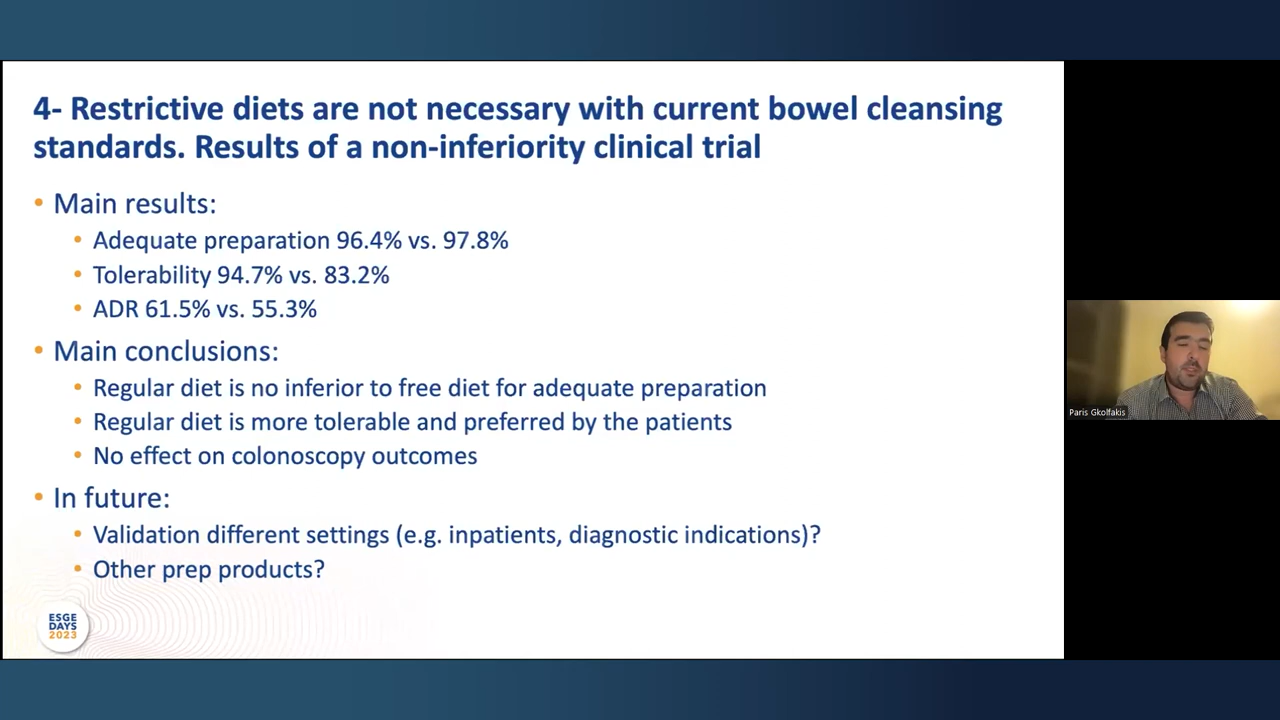 4- Restrictive diets are not necessary with current bowel cleansing
standards. Results of a non-inferiority clinical trial
• Main results:
• Adequate preparation 96.4% vs. 97.8%
• Tolerability 94.7% vs. 83.2%
• ADR 61.5% vs. 55.3%
• Main conclusions:
• Regular diet is no inferior to free diet for adequate preparation
• Regular diet is more tolerable and preferred by the patients
• No effect on colonoscopy outcomes
• In future:
• Validation different settings (e.g. inpatients, diagnostic indications)?
• Other prep products?
ESGE
DAYS
2023
Paris Gkolfakis